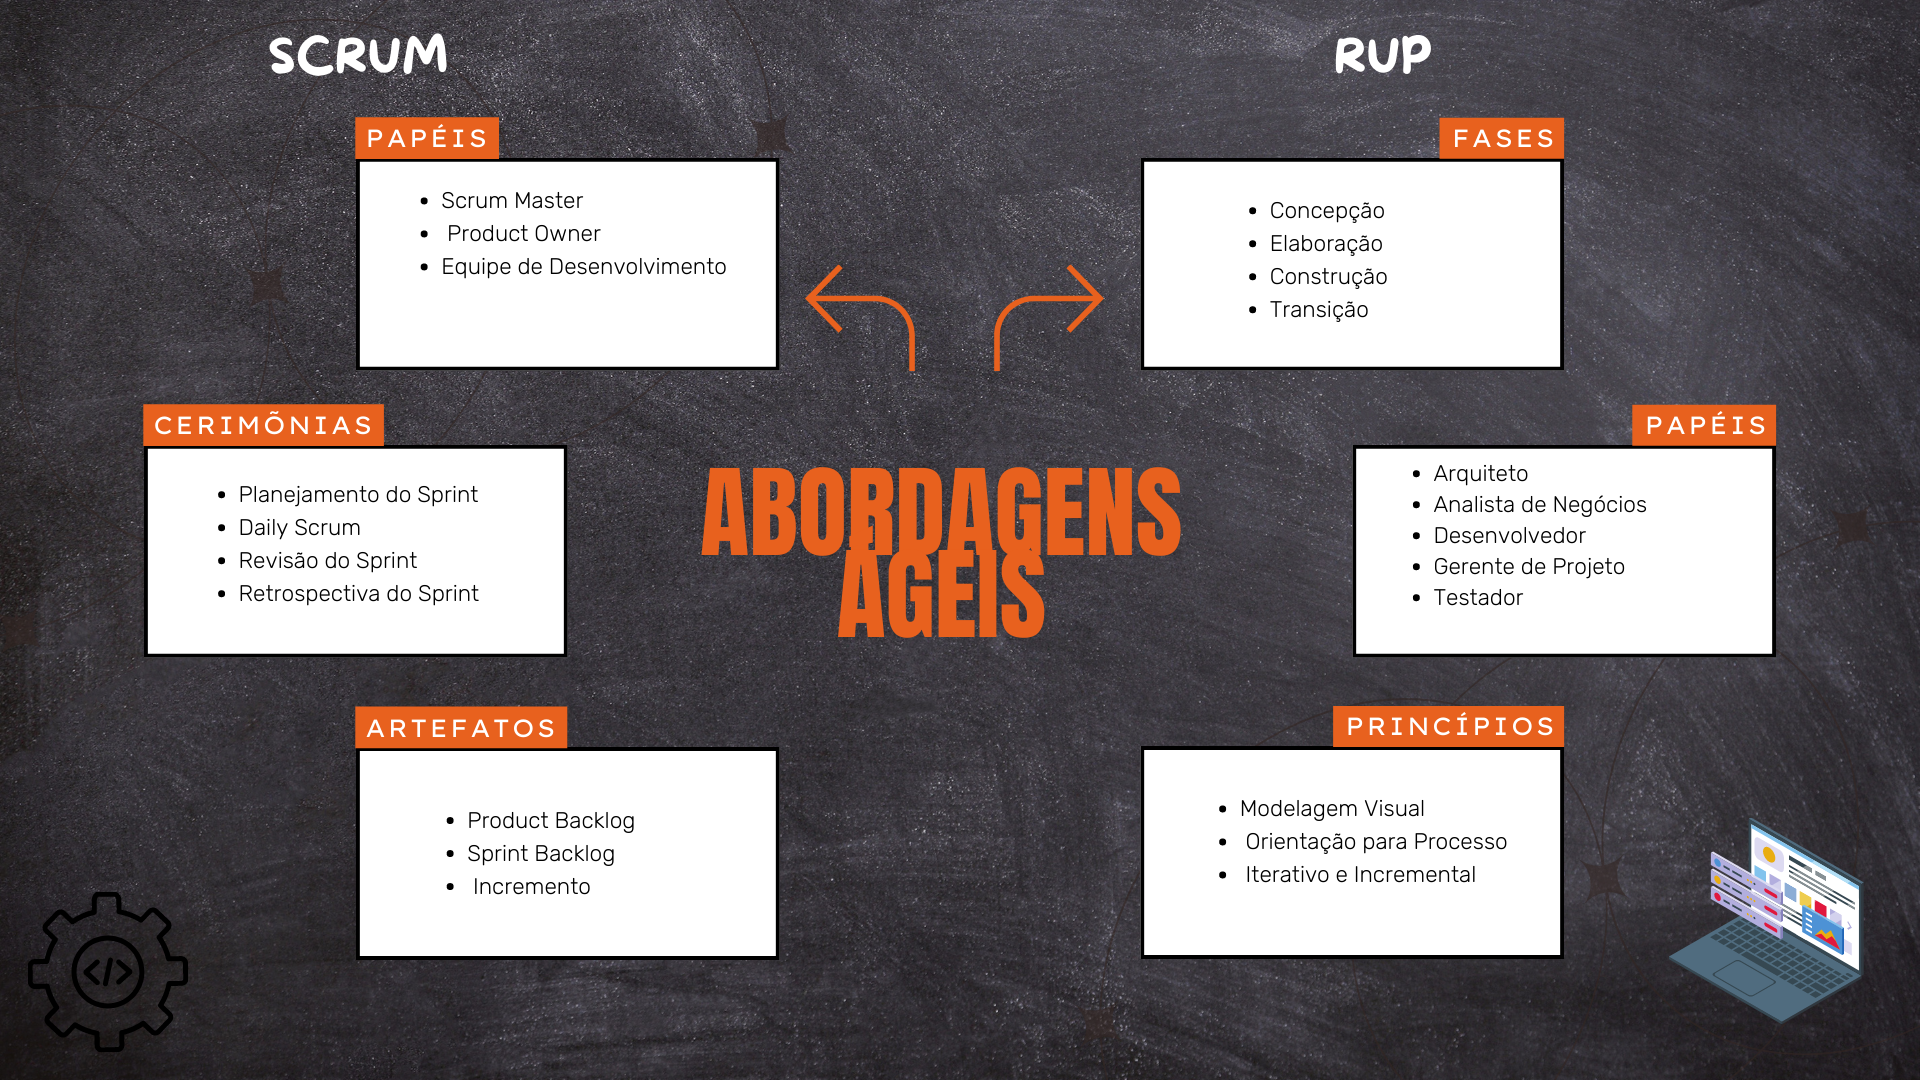 SCRUM
PAPÉIS
Scrum Master
Product Owner
Equipe de Desenvolvimento
CERIMÕNIAS
Planejamento do Sprint
Daily Scrum
Revisão do Sprint
Retrospectiva do Sprint
ARTEFATOS
Product Backlog
Sprint Backlog
Incremento
ABORDAGENS
ÁGEIS
RUP
FASES
Concepção
Elaboração
Construção
Transição
PAPÉIS
Arquiteto
Analista de Negócios
Desenvolvedor
Gerente de Projeto
Testador
PRINCÍPIOS
Modelagem Visual
Orientação para Processo
Iterativo e Incremental